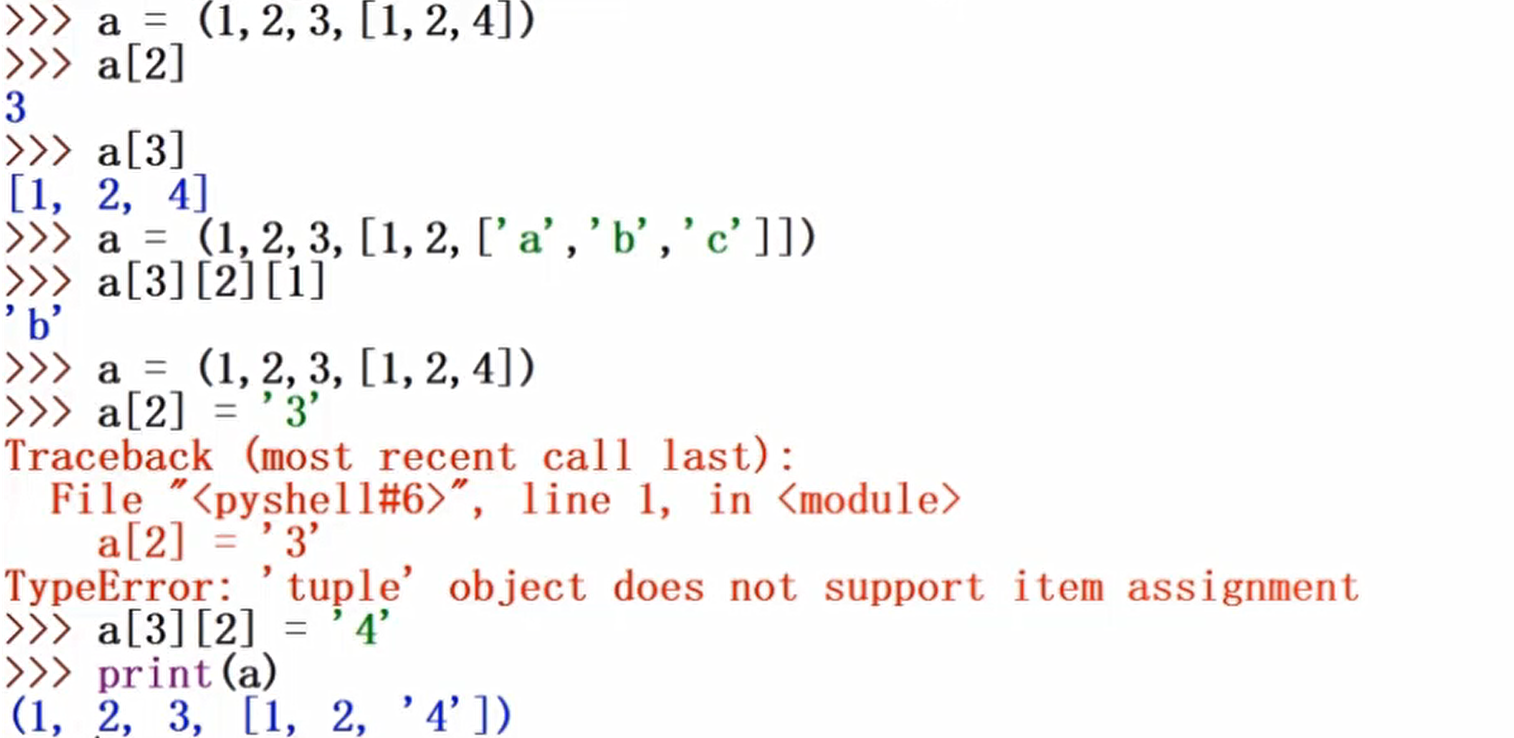 >>> a = (1,2,3,[1,2,4])
>>> a[2]
3
>>> a[3]
[1, 2, 4]
>>> a = (1,2,3,[1,2,['a','b','c']])
>>> a[3][2][1]
'b'
>>> a = (1,2,3,[1,2,4])
>>> a[2] = '3'
Traceback (most recent call last):
  File "<pyshell#6>", line 1, in <module>
    a[2] = '3'
TypeError: 'tuple' object does not support item assignment
>>> a[3][2] = '4'
>>> print(a)
(1, 2, 3, [1, 2, '4'])